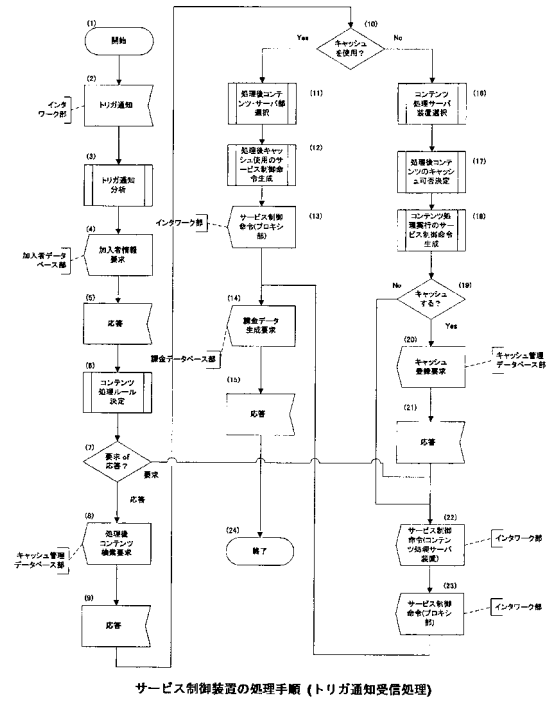 (1)
開始
(2)
トリガ通知
インタ
ワーク部
(3)
トリガ通知
分析
(4)
加入者情報
要求
加入者データ
ベース部
(5)
応答
(6)
コンテンツ
処理ルール
決定
(7)
要求 of
応答?
要求
応答
(8)
処理後
コンテンツ
検索要求
キャッシュ管理
データベース部
(9)
応答
(10)
キャッシュ
を使用?
Yes
No
(11)
処理後コンテ
ンツ・サーバ部
選択
(12)
処理後キャッ
シュ使用のサ
ービス制御命
令生成
(13)
サービス制御
命令(プロキシ
部)
インタワーク部
(14)
課金データ
生成要求
課金データベース部
(15)
応答
(24)
終了
(16)
コンテンツ
処理サーバ
装置選択
(17)
処理後コンテ
ンツのキャッシュ
可否決定
(18)
コンテンツ処
理実行のサー
ビス制御命令
生成
(19)
キャッシュ
する?
No
Yes
(20)
キャッシュ
登録要求
キャッシュ管理
データベース部
(21)
応答
(22)
サービス制御
命令(コンテン
ツ処理サーバ
装置)
インタワーク部
(23)
サービス制御
命令(プロキシ
部)
インタワーク部
サービス制御装置の処理手順 (トリガ通知受信処理)